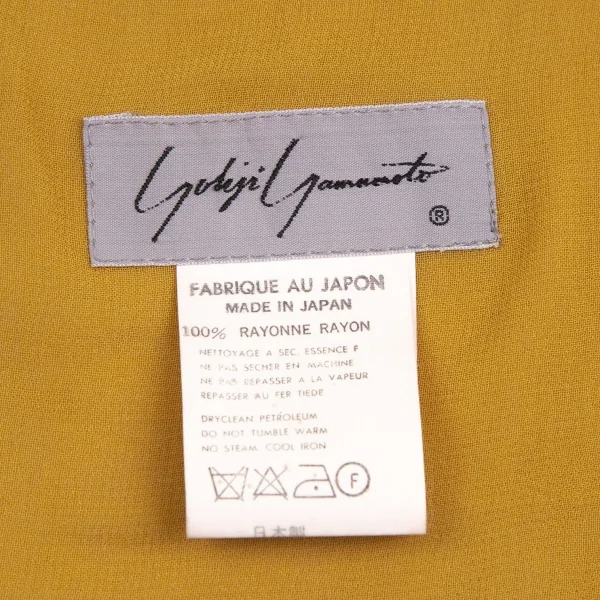 Yohji Yamamoto
®
FABRIQUE AU JAPON
MADE IN JAPAN
100% RAYONNE RAYON
NETTOYAGE A SEC. ESSENCE F
NE PAS SECHER EN MACHINE
NE PAS REPASSER A LA VAPEUR
REPASSER AU FER TIEDE
DRYCLEAN PETROLEUM
DO NOT TUMBLE WARM
NO STEAM. COOL IRON
F
日本製